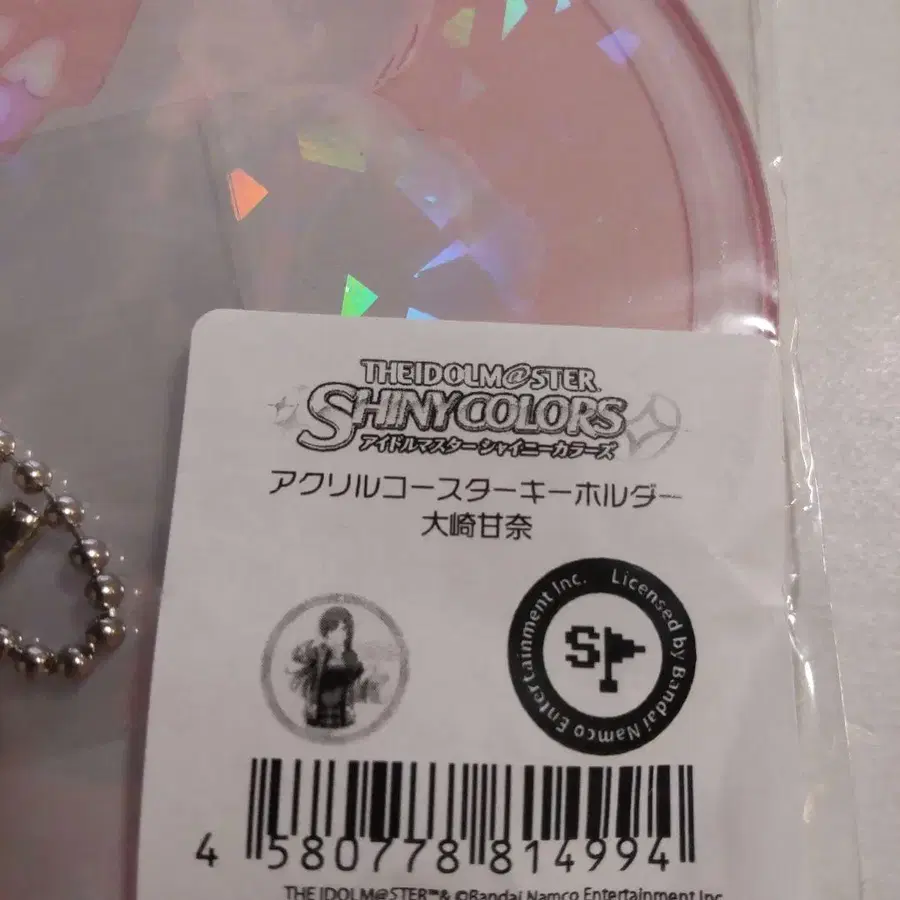 THE IDOLM@STER
SHINYCOLORS
アイドルマスター シャイニーカラーズ
アクリルコースターキーホルダー
大崎甘奈
Licensed by Bandai Namco Entertainment Inc.
SP
4 580778 814994
THE IDOLM@STER™& ©Bandai Namco Entertainment Inc.